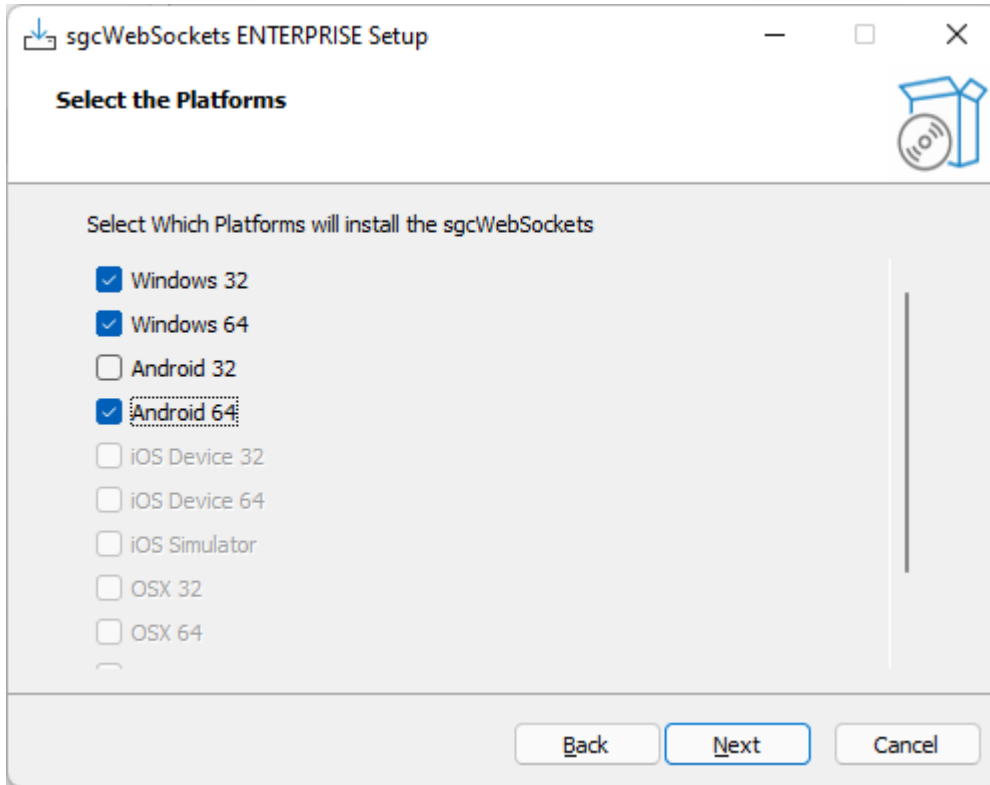 sgcWebSockets ENTERPRISE Setup
Select the Platforms
Select Which Platforms will install the sgcWebSockets
Windows 32
Windows 64
Android 32
Android 64
iOS Device 32
iOS Device 64
iOS Simulator
OSX 32
OSX 64
Back
Next
Cancel